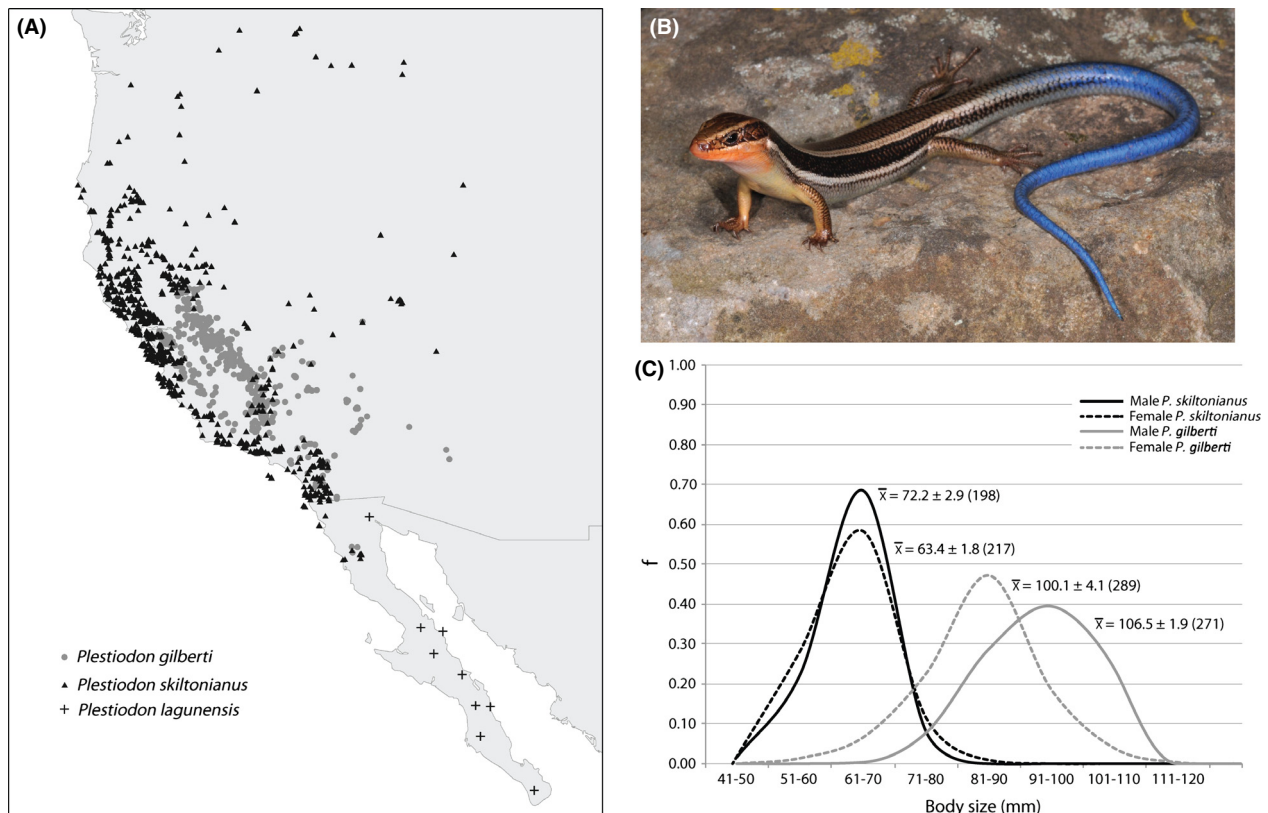 (A)
Plestiodon gilberti
Plestiodon skiltonianus
Plestiodon lagunensis
(B)
(C)
1.00
0.90
0.80
0.70
0.60
0.50
0.40
0.30
0.20
0.10
0.00
f
Male P. skiltonianus
Female P. skiltonianus
Male P. gilberti
Female P. gilberti
x̅ = 72.2 ± 2.9 (198)
x̅ = 63.4 ± 1.8 (217)
x̅ = 100.1 ± 4.1 (289)
x̅ = 106.5 ± 1.9 (271)
41-50 51-60 61-70 71-80 81-90 91-100 101-110 111-120
Body size (mm)